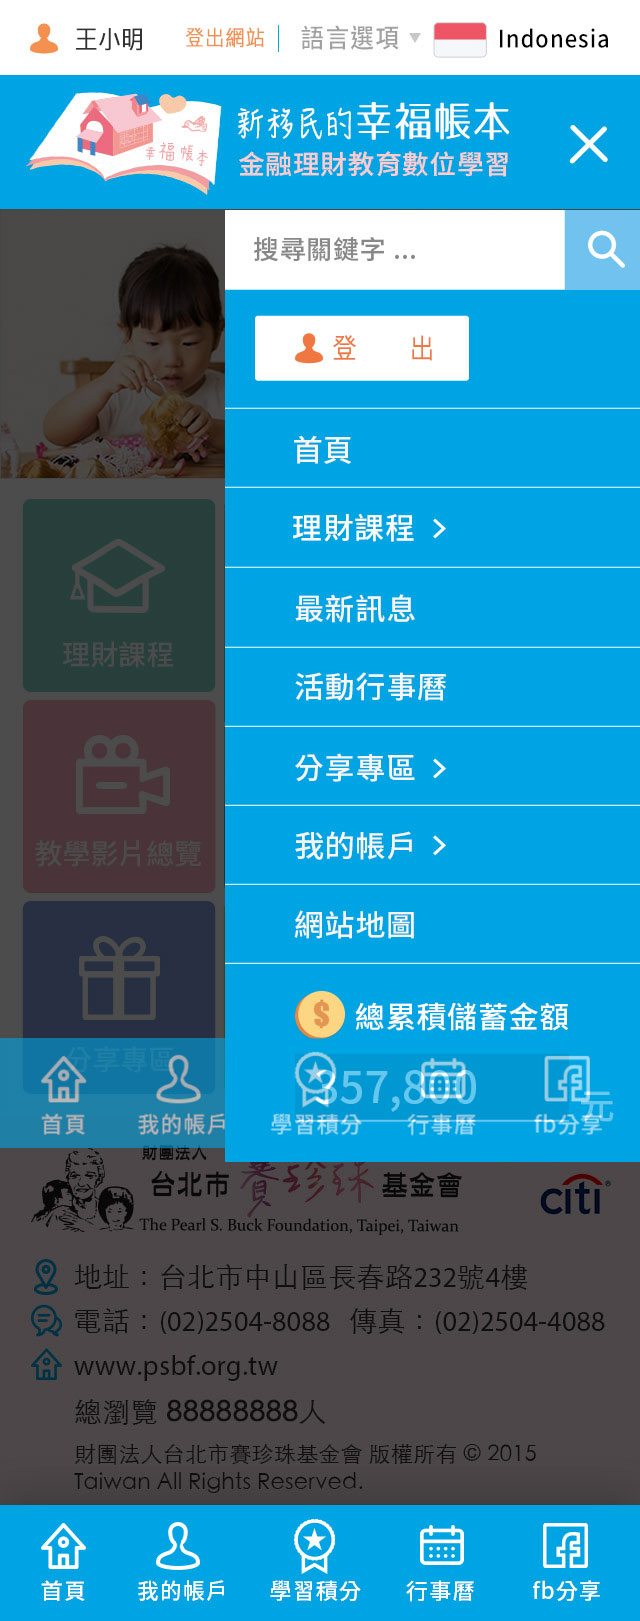 王小明 登出網站 語言選項 Indonesia
幸福帳本
新移民的幸福帳本
金融理財教育數位學習
搜尋關鍵字 ...
登 出
首頁
理財課程
最新訊息
活動行事曆
分享專區
我的帳戶
網站地圖
$ 總累積儲蓄金額
357,800 元
理財課程
教學影片總覽
分享專區
首頁 我的帳戶 學習積分 行事曆 fb分享
財團法人
台北市賽珍珠基金會
The Pearl S. Buck Foundation, Taipei, Taiwan
citi
地址：台北市中山區長春路232號4樓
電話：(02)2504-8088 傳真：(02)2504-4088
www.psbf.org.tw
總瀏覽 88888888人
財團法人台北市賽珍珠基金會 版權所有 © 2015
Taiwan All Rights Reserved.
首頁 我的帳戶 學習積分 行事曆 fb分享